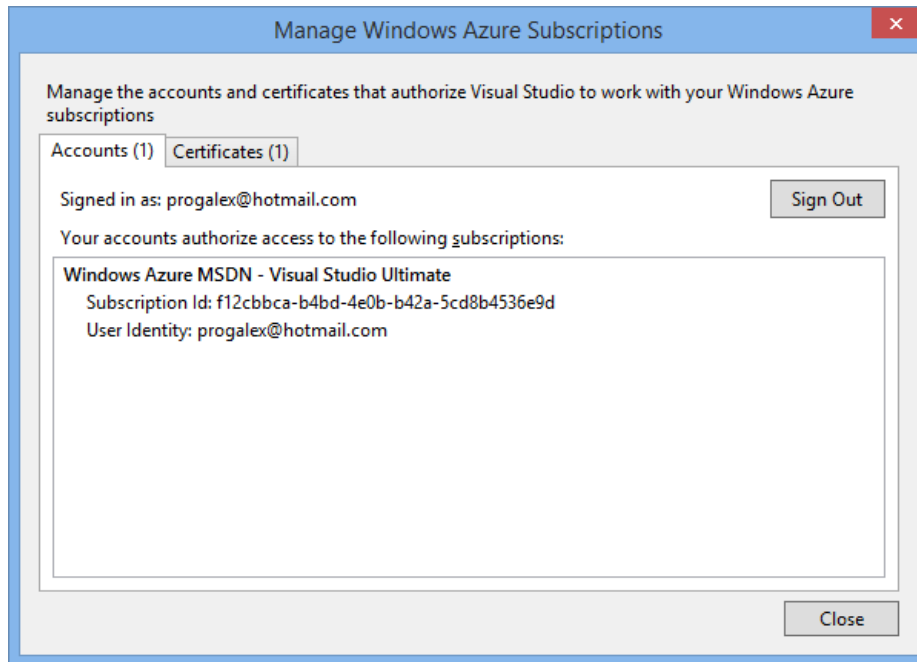 Manage Windows Azure Subscriptions
Manage the accounts and certificates that authorize Visual Studio to work with your Windows Azure
subscriptions
Accounts (1) Certificates (1)
Signed in as: progalex@hotmail.com Sign Out
Your accounts authorize access to the following subscriptions:
Windows Azure MSDN - Visual Studio Ultimate
Subscription Id: f12cbbca-b4bd-4e0b-b42a-5cd8b4536e9d
User Identity: progalex@hotmail.com
Close